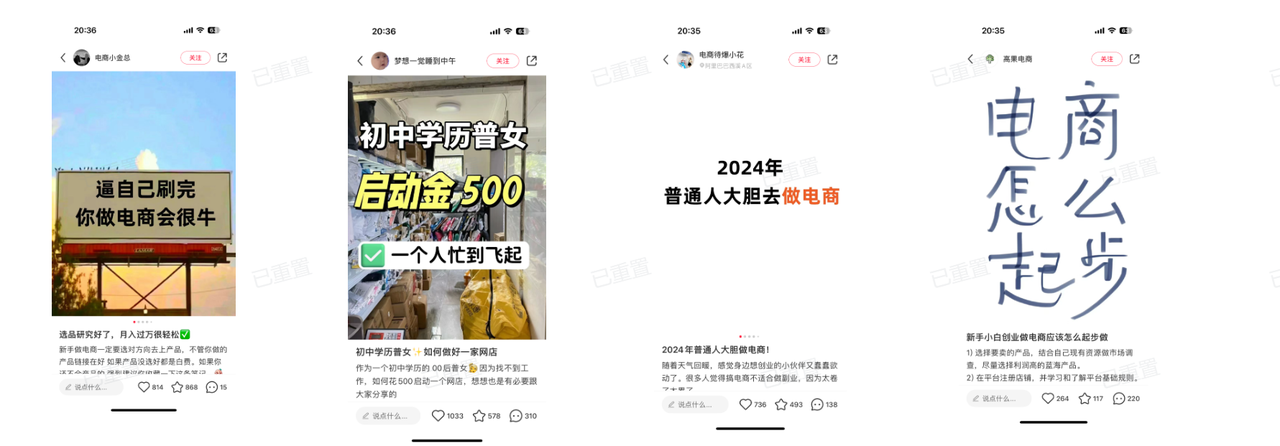 20:36
电商小金总
关注
逼自己刷完
你做电商会很牛
选品研究好了，月入过万很轻松✅
新手做电商一定要选对方向去上产品，不管你做的
产品链接在好 如果产品没选好都是白费。如果你
说点什么...
814
868
15
20:36
梦想一觉睡到中午
关注
初中学历普女
启动金 500
✅ 一个人忙到飞起
初中学历普女✨如何做好一家网店
作为一个初中学历的 00后普女😘因为找不到工
作，如何花500启动一个网店，想想也是有必要跟
大家分享的
说点什么...
1033
578
310
已重置
已重置
20:35
电商待爆小花
阿里巴巴西溪A区
关注
2024年
普通人大胆去做电商
2024年普通人大胆做电商！
随着天气回暖，感觉身边想创业的小伙伴又蠢蠢欲
动了。很多人觉得搞电商不适合做副业，因为太卷
说点什么...
736
493
138
已重置
已重置
20:35
高果电商
关注
电商
怎么
起步
新手小白创业做电商应该怎么起步做
1) 选择要卖的产品，结合自己现有资源做市场调
查，尽量选择利润高的蓝海产品。
2) 在平台注册店铺，并学习和了解平台基础规则。
说点什么...
264
117
220
已重置
已重置